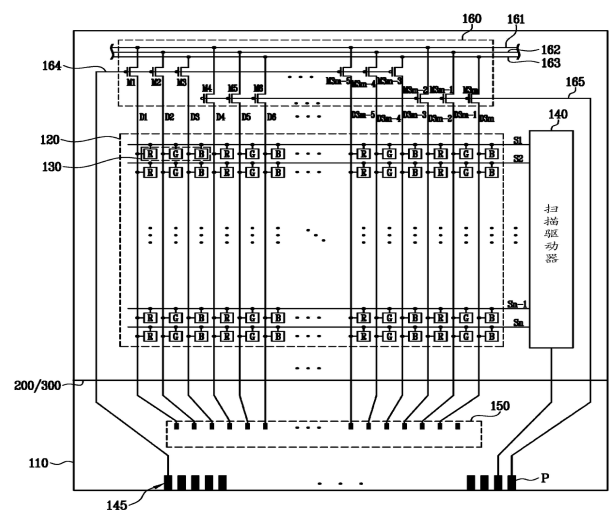 160
161
162
163
164
165
M1 M2 M3 M3m-5 M3m-4 M3m-3
M4 M5 M6 M3m-2 M3m-1 M3m
140
D1 D2 D3 D4 D5 D6 D3m-5 D3m-4 D3m-3 D3m-2 D3m-1 D3m
120
S1
130
R G B R G B R G B R G B
S2
R G B R G B R G B R G B
扫描驱动器
Sn-1
R G B R G B R G B R G B
Sn
R G B R G B R G B R G B
200/300
150
110
P
145